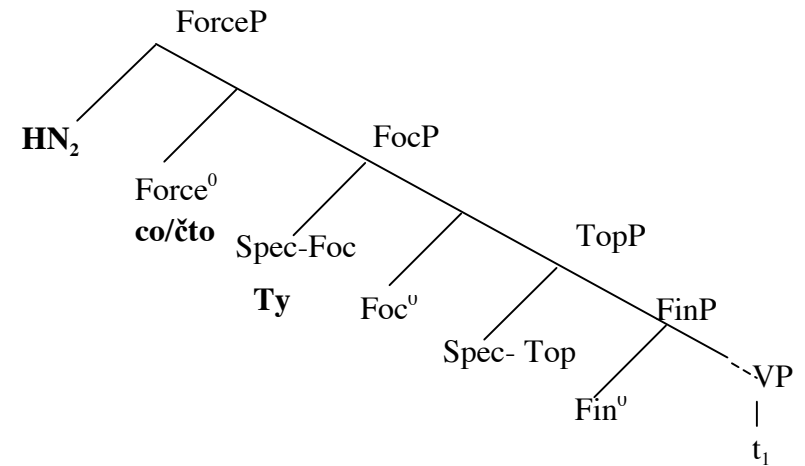 ForceP
HN₂
FocP
Force⁰
co/čto
Spec-Foc
TopP
Ty
Foc⁰
FinP
Spec- Top
VP
Fin⁰
t₁